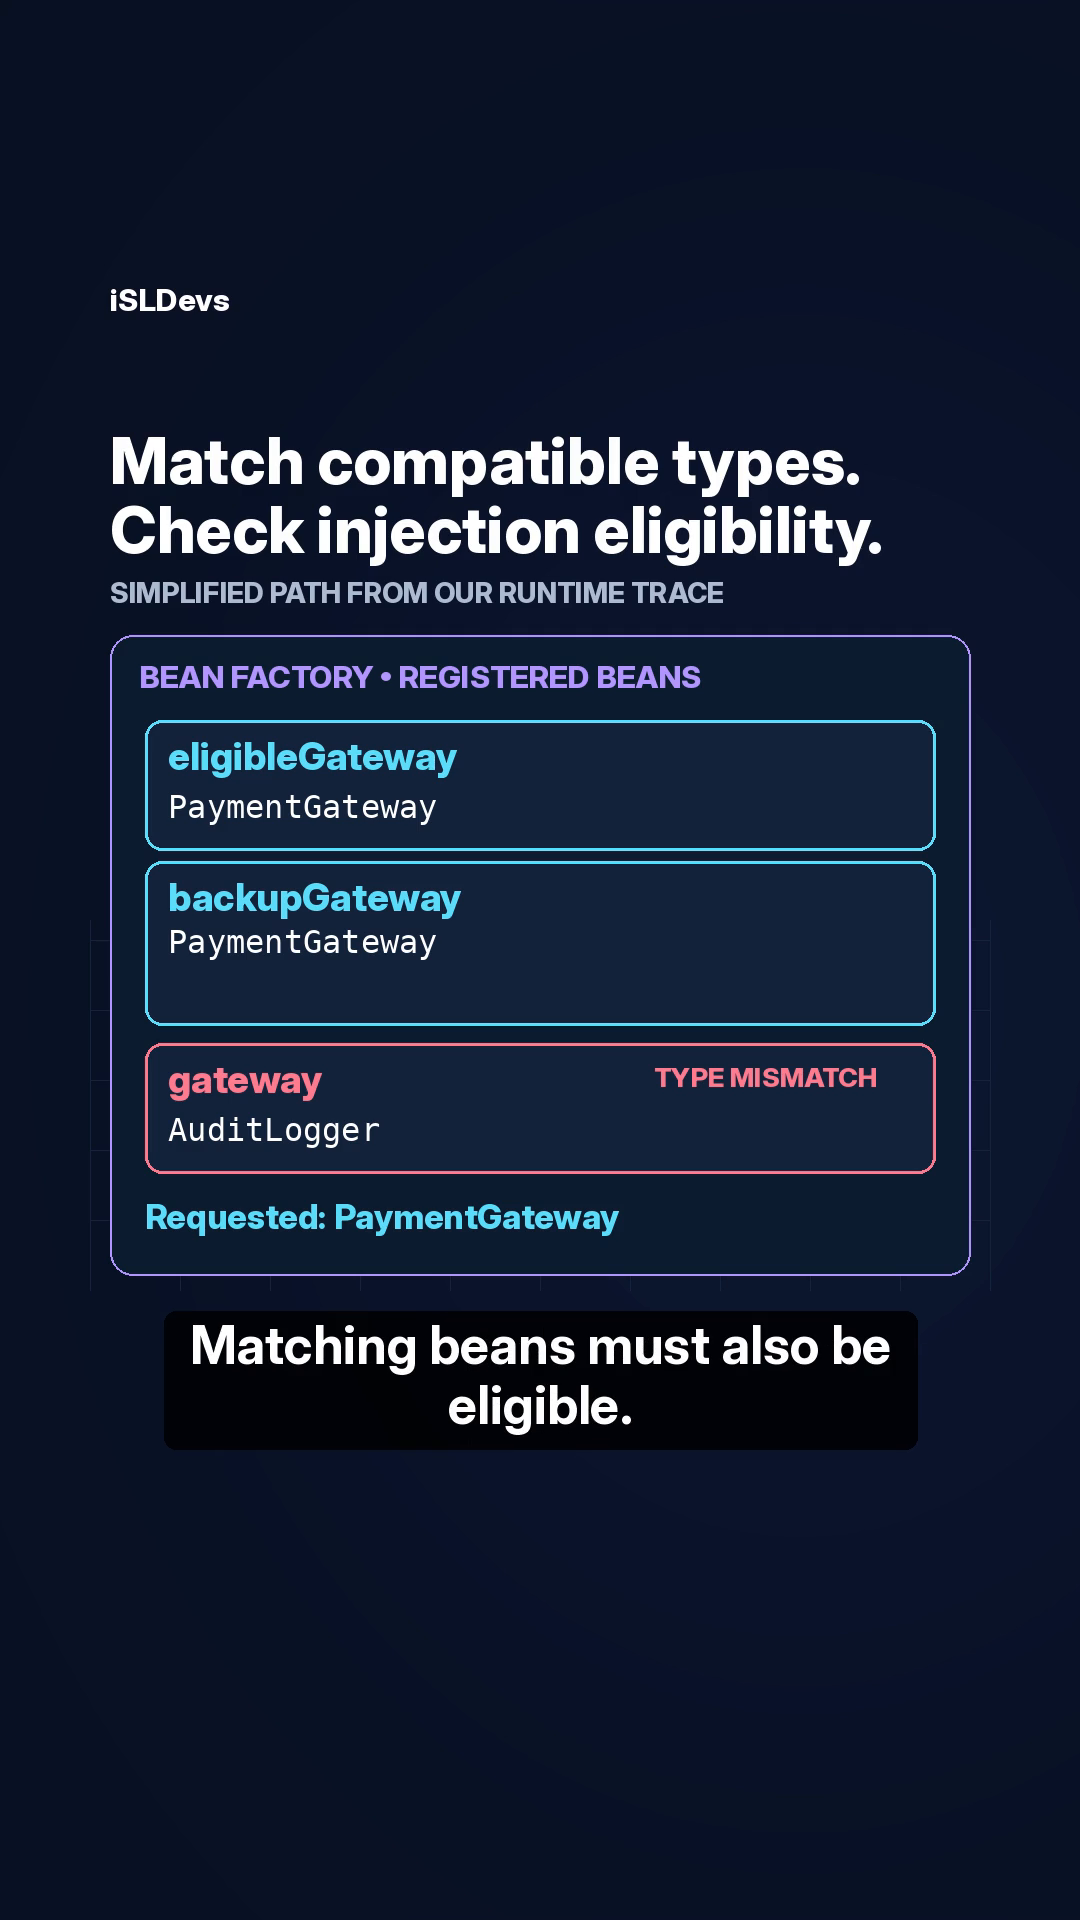 iSLDevs
Match compatible types.
Check injection eligibility.
SIMPLIFIED PATH FROM OUR RUNTIME TRACE
BEAN FACTORY • REGISTERED BEANS
eligibleGateway
PaymentGateway
backupGateway
PaymentGateway
gateway
TYPE MISMATCH
AuditLogger
Requested: PaymentGateway
Matching beans must also be
eligible.